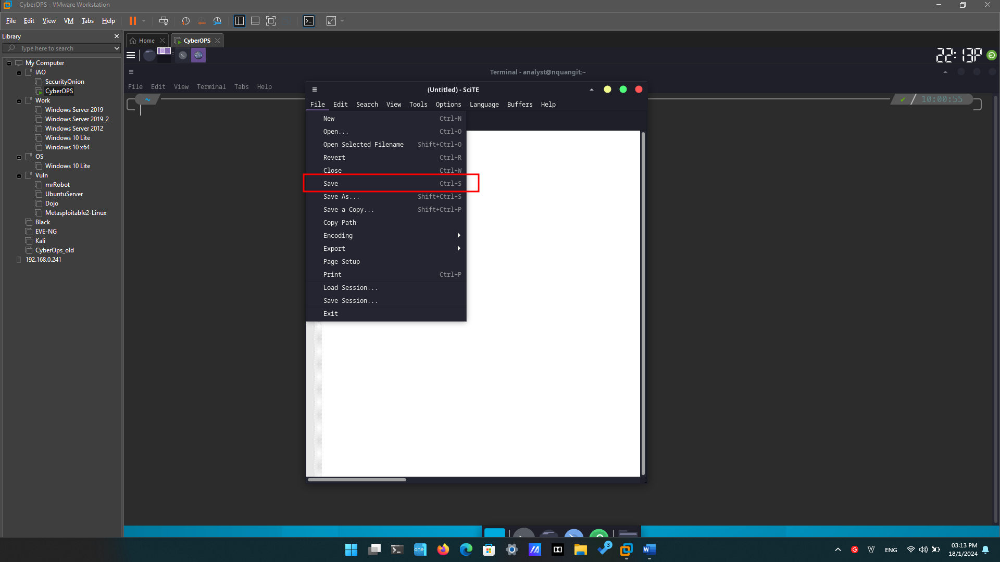 CyberOPS - VMware Workstation
File Edit View VM Tabs Help
Library
Type here to search
My Computer
IAO
SecurityOnion
CyberOPS
Work
Windows Server 2019
Windows Server 2019_2
Windows Server 2012
Windows 10 Lite
Windows 10 x64
OS
Windows 10 Lite
Vuln
mrRobot
UbuntuServer
Dojo
Metasploitable2-Linux
Black
EVE-NG
Kali
CyberOps_old
192.168.0.241
Home CyberOPS
22:13P
Terminal - analyst@nquangit:~
File Edit View Terminal Tabs Help
~
10:00:55
(Untitled) - SciTE
File Edit Search View Tools Options Language Buffers Help
New Ctrl+N
Open... Ctrl+O
Open Selected Filename Shift+Ctrl+O
Revert Ctrl+R
Close Ctrl+W
Save Ctrl+S
Save As... Shift+Ctrl+S
Save a Copy... Shift+Ctrl+P
Copy Path
Encoding
Export
Page Setup
Print Ctrl+P
Load Session...
Save Session...
Exit
one
3
W
G
V
ENG
03:13 PM
18/1/2024